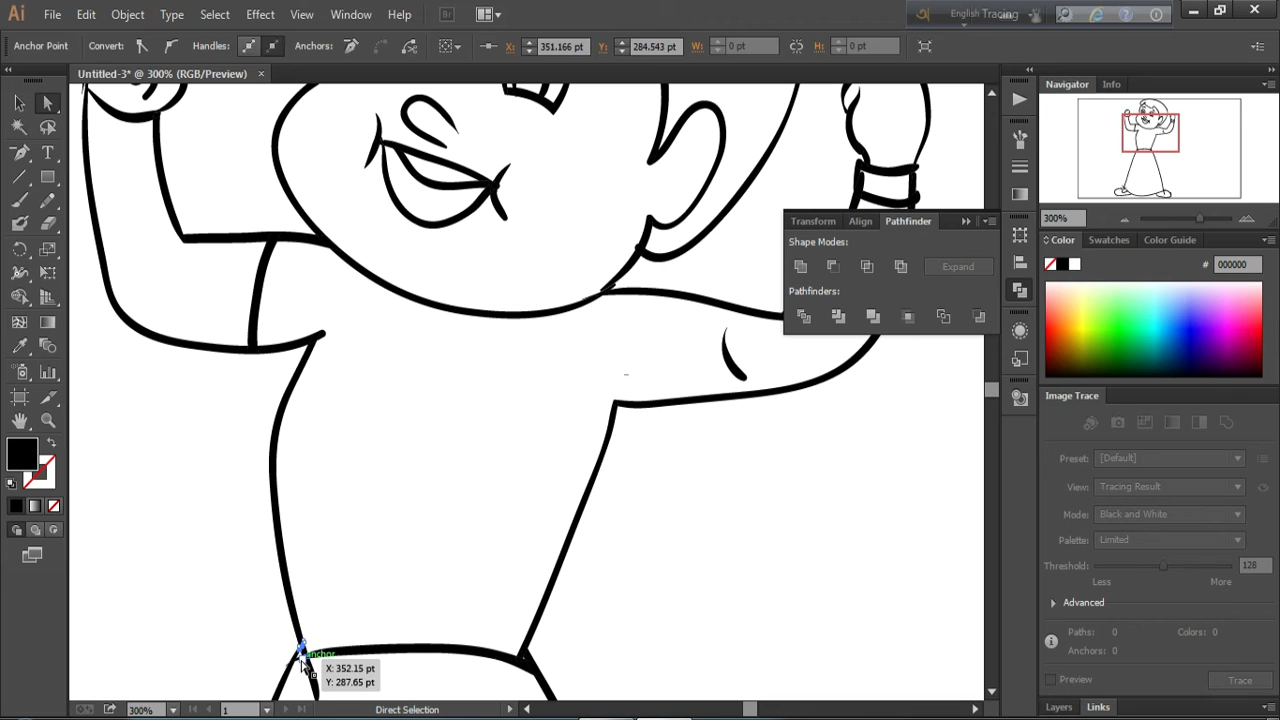 Ai File Edit Object Type Select Effect View Window Help Br English Tracing
Anchor Point Convert: Handles: Anchors: X: 351.166 pt Y: 284.543 pt W: 0 pt H: 0 pt
Untitled-3* @ 300% (RGB/Preview) ×
Navigator Info
300%
Transform Align Pathfinder
Shape Modes:
Expand
Pathfinders:
Color Swatches Color Guide
# 000000
Image Trace
Preset: [Default]
View: Tracing Result
Mode: Black and White
Palette: Limited
Threshold: 128
Less More
Advanced
Paths: 0 Colors: 0
Anchors: 0
Preview Trace
anchor
X: 352.15 pt
Y: 287.65 pt
300% 1 Direct Selection
Layers Links